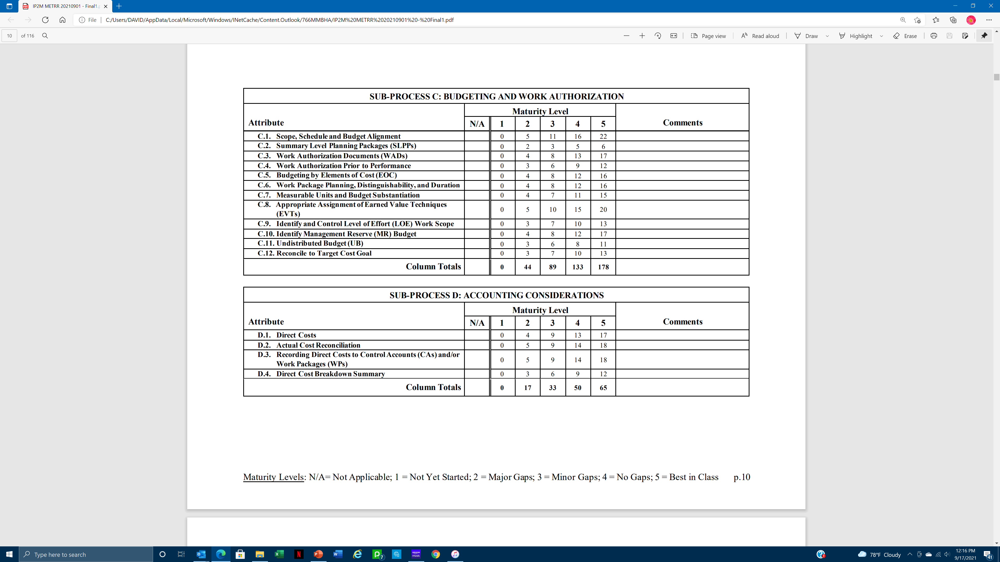 IP2M METRR 20210901 - Final1.p
File C:/Users/DAVID/AppData/Local/Microsoft/Windows/INetCache/Content.Outlook/766MMBHA/IP2M%20METRR%2020210901%20-%20Final1.pdf
10 of 116 Page view Read aloud Draw Highlight Erase
SUB-PROCESS C: BUDGETING AND WORK AUTHORIZATION
Maturity Level
Attribute N/A 1 2 3 4 5 Comments
C.1. Scope, Schedule and Budget Alignment 0 5 11 16 22
C.2. Summary Level Planning Packages (SLPPs) 0 2 3 5 6
C.3. Work Authorization Documents (WADs) 0 4 8 13 17
C.4. Work Authorization Prior to Performance 0 3 6 9 12
C.5. Budgeting by Elements of Cost (EOC) 0 4 8 12 16
C.6. Work Package Planning, Distinguishability, and Duration 0 4 8 12 16
C.7. Measurable Units and Budget Substantiation 0 4 7 11 15
C.8. Appropriate Assignment of Earned Value Techniques
(EVTs) 0 5 10 15 20
C.9. Identify and Control Level of Effort (LOE) Work Scope 0 3 7 10 13
C.10. Identify Management Reserve (MR) Budget 0 4 8 12 17
C.11. Undistributed Budget (UB) 0 3 6 8 11
C.12. Reconcile to Target Cost Goal 0 3 7 10 13
Column Totals 0 44 89 133 178
SUB-PROCESS D: ACCOUNTING CONSIDERATIONS
Maturity Level
Attribute N/A 1 2 3 4 5 Comments
D.1. Direct Costs 0 4 9 13 17
D.2. Actual Cost Reconciliation 0 5 9 14 18
D.3. Recording Direct Costs to Control Accounts (CAs) and/or
Work Packages (WPs) 0 5 9 14 18
D.4. Direct Cost Breakdown Summary 0 3 6 9 12
Column Totals 0 17 33 50 65
Maturity Levels: N/A= Not Applicable; 1 = Not Yet Started; 2 = Major Gaps; 3 = Minor Gaps; 4 = No Gaps; 5 = Best in Class p.10
Type here to search 7 amazon music 78°F Cloudy 12:16 PM
9/17/2021 41